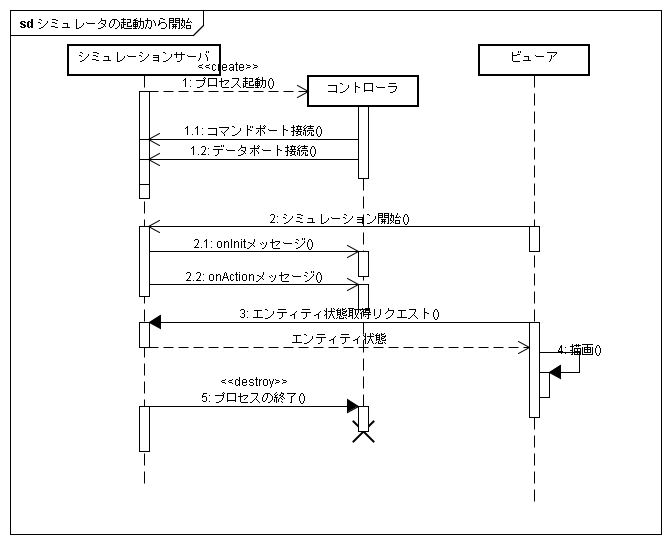 sd シミュレータの起動から開始
シミュレーションサーバ
ビューア
<<create>>
1: プロセス起動()
コントローラ
1.1: コマンドポート接続()
1.2: データポート接続()
2: シミュレーション開始()
2.1: onInitメッセージ()
2.2: onActionメッセージ()
3: エンティティ状態取得リクエスト()
エンティティ状態
4: 描画()
<<destroy>>
5: プロセスの終了()